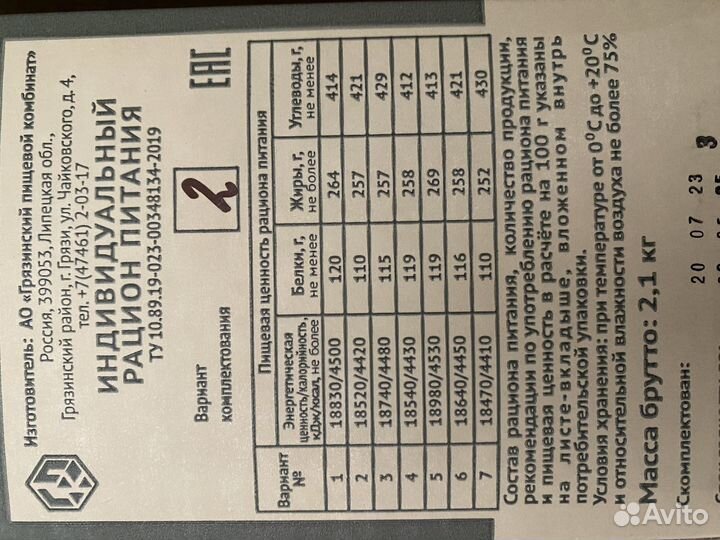 Изготовитель: АО «Грязинский пищевой комбинат»
Россия, 399053, Липецкая обл.,
Грязинский район, г. Грязи, ул. Чайковского, д. 4,
тел. +7(47461) 2-03-17
ИНДИВИДУАЛЬНЫЙ
РАЦИОН ПИТАНИЯ
ТУ 10.89.19-023-00348134-2019
Вариант
комплектования
2
ЕАС
Вариант № Пищевая ценность рациона питания
Энергетическая ценность/калорийность, кДж/ккал, не более Белки, г, не менее Жиры, г, не более Углеводы, г, не менее
1 18830/4500 120 264 414
2 18520/4420 110 257 421
3 18740/4480 115 257 429
4 18540/4430 119 258 412
5 18980/4530 119 269 413
6 18640/4450 116 258 421
7 18470/4410 110 252 430
Состав рациона питания, количество продукции,
рекомендации по употреблению рациона питания
и пищевая ценность в расчёте на 100 г указаны
на листе-вкладыше, вложенном внутрь
потребительской упаковки.
Условия хранения: при температуре от 0°С до +20°С
и относительной влажности воздуха не более 75%
Масса брутто: 2,1 кг
Скомплектован: 20 07 23 3
Avito